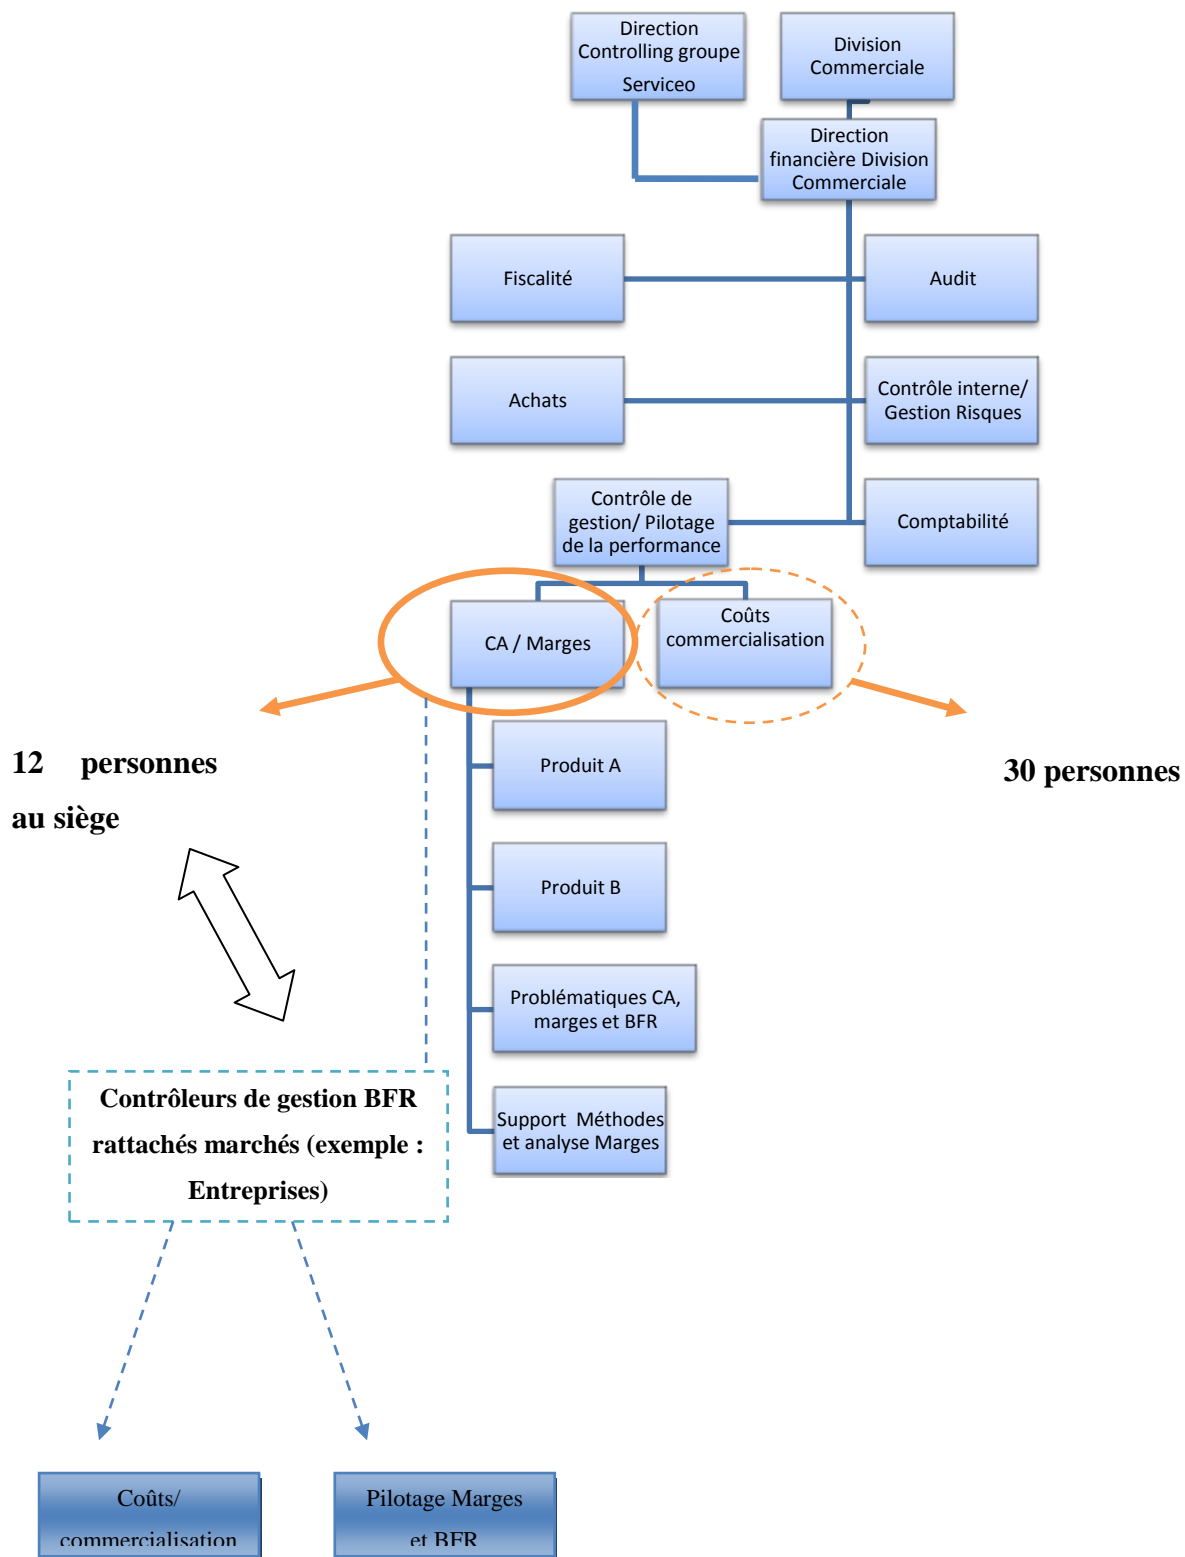 Direction
Controlling groupe
Serviceo
Division
Commerciale
Direction
financière Division
Commerciale
Fiscalité
Audit
Achats
Contrôle interne/
Gestion Risques
Contrôle de
gestion/ Pilotage
de la performance
Comptabilité
CA / Marges
Coûts
commercialisation
12 personnes
au siège
30 personnes
Produit A
Produit B
Problématiques CA,
marges et BFR
Support Méthodes
et analyse Marges
Contrôleurs de gestion BFR
rattachés marchés (exemple :
Entreprises)
Coûts/
commercialisation
Pilotage Marges
et BFR